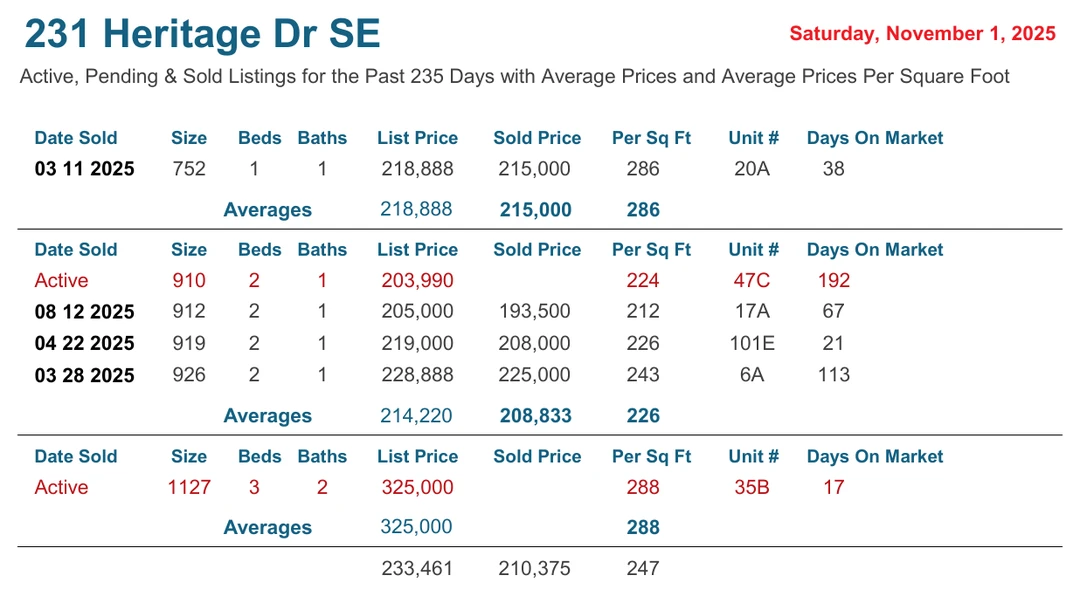 231 Heritage Dr SE
Saturday, November 1, 2025
Active, Pending & Sold Listings for the Past 235 Days with Average Prices and Average Prices Per Square Foot
Date Sold Size Beds Baths List Price Sold Price Per Sq Ft Unit # Days On Market
03 11 2025 752 1 1 218,888 215,000 286 20A 38
Averages 218,888 215,000 286
Date Sold Size Beds Baths List Price Sold Price Per Sq Ft Unit # Days On Market
Active 910 2 1 203,990 224 47C 192
08 12 2025 912 2 1 205,000 193,500 212 17A 67
04 22 2025 919 2 1 219,000 208,000 226 101E 21
03 28 2025 926 2 1 228,888 225,000 243 6A 113
Averages 214,220 208,833 226
Date Sold Size Beds Baths List Price Sold Price Per Sq Ft Unit # Days On Market
Active 1127 3 2 325,000 288 35B 17
Averages 325,000 288
233,461 210,375 247